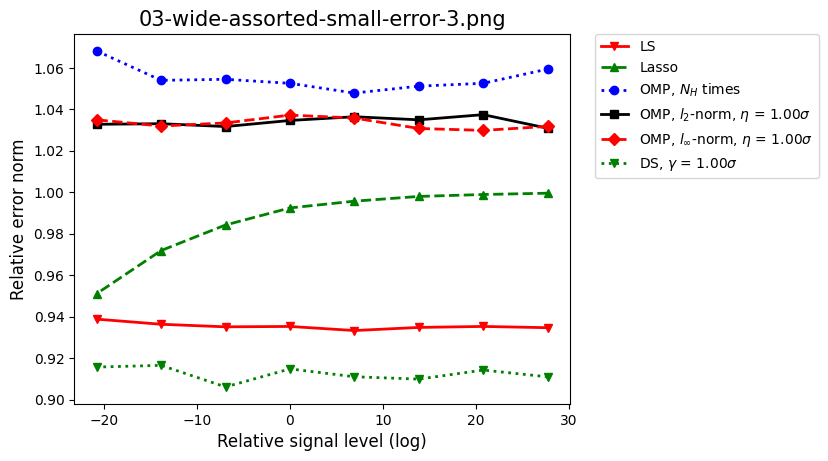 03-wide-assorted-small-error-3.png
Relative error norm
1.06
1.04
1.02
1.00
0.98
0.96
0.94
0.92
0.90
−20
−10
0
10
20
30
Relative signal level (log)
LS
Lasso
OMP, N_H times
OMP, l₂-norm, η = 1.00σ
OMP, l∞-norm, η = 1.00σ
DS, γ = 1.00σ